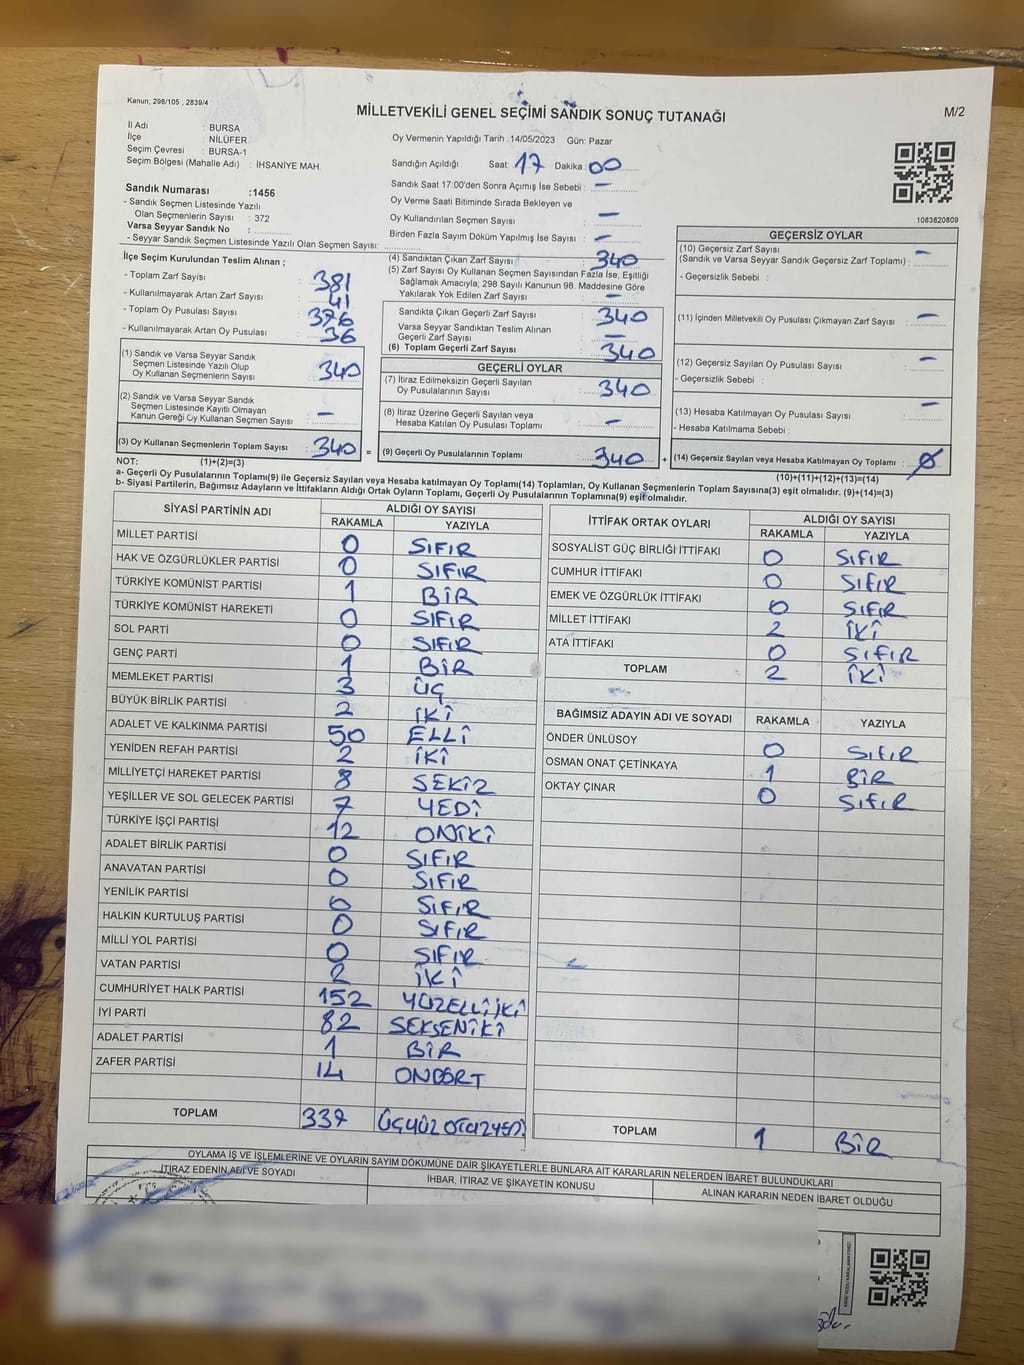 Kanun; 298/105 , 2839/4
MİLLETVEKİLİ GENEL SEÇİMİ SANDIK SONUÇ TUTANAĞI
M/2
İl Adı : BURSA
İlçe : NİLÜFER
Seçim Çevresi : BURSA-1
Seçim Bölgesi (Mahalle Adı) : İHSANİYE MAH
Oy Vermenin Yapıldığı Tarih : 14/05/2023 Gün: Pazar
Sandığın Açıldığı Saat: 17 Dakika : 00
Sandık Saat 17:00'den Sonra Açımış İse Sebebi : –
Oy Verme Saati Bitiminde Sırada Bekleyen ve
Oy Kullandırılan Seçmen Sayısı : –
Birden Fazla Sayım Döküm Yapılmış İse Sayısı : –
1083820809
Sandık Numarası :1456
- Sandık Seçmen Listesinde Yazılı
Olan Seçmenlerin Sayısı : 372
Varsa Seyyar Sandık No :
- Seyyar Sandık Seçmen Listesinde Yazılı Olan Seçmen Sayısı:
İlçe Seçim Kurulundan Teslim Alınan ;
- Toplam Zarf Sayısı : 381
- Kullanılmayarak Artan Zarf Sayısı : 41
- Toplam Oy Pusulası Sayısı : 376
- Kullanılmayarak Artan Oy Pusulası : 36
(1) Sandık ve Varsa Seyyar Sandık
Seçmen Listesinde Yazılı Olup
Oy Kullanan Seçmenlerin Sayısı : 340
(2) Sandık ve Varsa Seyyar Sandık
Seçmen Listesinde Kayıtlı Olmayan
Kanun Gereği Oy Kullanan Seçmen Sayısı : –
(3) Oy Kullanan Seçmenlerin Toplam Sayısı : 340 =
(4) Sandıktan Çıkan Zarf Sayısı : 340
(5) Zarf Sayısı Oy Kullanan Seçmen Sayısından Fazla İse, Eşitliği
Sağlamak Amacıyla; 298 Sayılı Kanunun 98. Maddesine Göre
Yakılarak Yok Edilen Zarf Sayısı : –
Sandıkta Çıkan Geçerli Zarf Sayısı : 340
Varsa Seyyar Sandıktan Teslim Alınan
Geçerli Zarf Sayısı : –
(6) Toplam Geçerli Zarf Sayısı : 340
GEÇERLİ OYLAR
(7) İtiraz Edilmeksizin Geçerli Sayılan
Oy Pusulalarının Sayısı : 340
(8) İtiraz Üzerine Geçerli Sayılan veya
Hesaba Katılan Oy Pusulası Toplamı : –
(9) Geçerli Oy Pusulalarının Toplamı : 340 +
GEÇERSİZ OYLAR
(10) Geçersiz Zarf Sayısı
(Sandık ve Varsa Seyyar Sandık Geçersiz Zarf Toplamı) : –
- Geçersizlik Sebebi :
(11) İçinden Milletvekili Oy Pusulası Çıkmayan Zarf Sayısı : –
(12) Geçersiz Sayılan Oy Pusulası Sayısı : –
- Geçersizlik Sebebi :
(13) Hesaba Katılmayan Oy Pusulası Sayısı : –
- Hesaba Katılmama Sebebi :
(14) Geçersiz Sayılan veya Hesaba Katılmayan Oy Toplamı : Ø
NOT: (1)+(2)=(3)
(10)+(11)+(12)+(13)=(14)
a- Geçerli Oy Pusulalarının Toplamı(9) ile Geçersiz Sayılan veya Hesaba katılmayan Oy Toplamı(14) Toplamları, Oy Kullanan Seçmenlerin Toplam Sayısına(3) eşit olmalıdır. (9)+(14)=(3)
b- Siyasi Partilerin, Bağımsız Adayların ve İttifakların Aldığı Ortak Oyların Toplamı, Geçerli Oy Pusulalarının Toplamına(9) eşit olmalıdır.
SİYASİ PARTİNİN ADI ALDIĞI OY SAYISI
RAKAMLA YAZIYLA
MİLLET PARTİSİ 0 SIFIR
HAK VE ÖZGÜRLÜKLER PARTİSİ 0 SIFIR
TÜRKİYE KOMÜNİST PARTİSİ 1 BİR
TÜRKİYE KOMÜNİST HAREKETİ 0 SIFIR
SOL PARTİ 0 SIFIR
GENÇ PARTİ 1 BİR
MEMLEKET PARTİSİ 3 ÜÇ
BÜYÜK BİRLİK PARTİSİ 2 İKİ
ADALET VE KALKINMA PARTİSİ 50 ELLİ
YENİDEN REFAH PARTİSİ 2 İKİ
MİLLİYETÇİ HAREKET PARTİSİ 8 SEKİZ
YEŞİLLER VE SOL GELECEK PARTİSİ 7 YEDİ
TÜRKİYE İŞÇİ PARTİSİ 12 ONİKİ
ADALET BİRLİK PARTİSİ 0 SIFIR
ANAVATAN PARTİSİ 0 SIFIR
YENİLİK PARTİSİ 0 SIFIR
HALKIN KURTULUŞ PARTİSİ 0 SIFIR
MİLLİ YOL PARTİSİ 0 SIFIR
VATAN PARTİSİ 2 İKİ
CUMHURİYET HALK PARTİSİ 152 YÜZELLİİKİ
İYİ PARTİ 82 SEKSENİKİ
ADALET PARTİSİ 1 BİR
ZAFER PARTİSİ 14 ONDÖRT
TOPLAM 337 ÜÇYÜZ OTUZYEDİ
İTTİFAK ORTAK OYLARI ALDIĞI OY SAYISI
RAKAMLA YAZIYLA
SOSYALİST GÜÇ BİRLİĞİ İTTİFAKI 0 SIFIR
CUMHUR İTTİFAKI 0 SIFIR
EMEK VE ÖZGÜRLÜK İTTİFAKI 0 SIFIR
MİLLET İTTİFAKI 2 İKİ
ATA İTTİFAKI 0 SIFIR
TOPLAM 2 İKİ
BAĞIMSIZ ADAYIN ADI VE SOYADI RAKAMLA YAZIYLA
ÖNDER ÜNLÜSOY 0 SIFIR
OSMAN ONAT ÇETİNKAYA 1 BİR
OKTAY ÇINAR 0 SIFIR
TOPLAM 1 BİR
OYLAMA İŞ VE İŞLEMLERİNE VE OYLARIN SAYIM DÖKÜMÜNE DAİR ŞİKAYETLERLE BUNLARA AİT KARARLARIN NELERDEN İBARET BULUNDUKLARI
İTİRAZ EDENİN ADI VE SOYADI İHBAR, İTİRAZ VE ŞİKAYETİN KONUSU ALINAN KARARIN NEDEN İBARET OLDUĞU